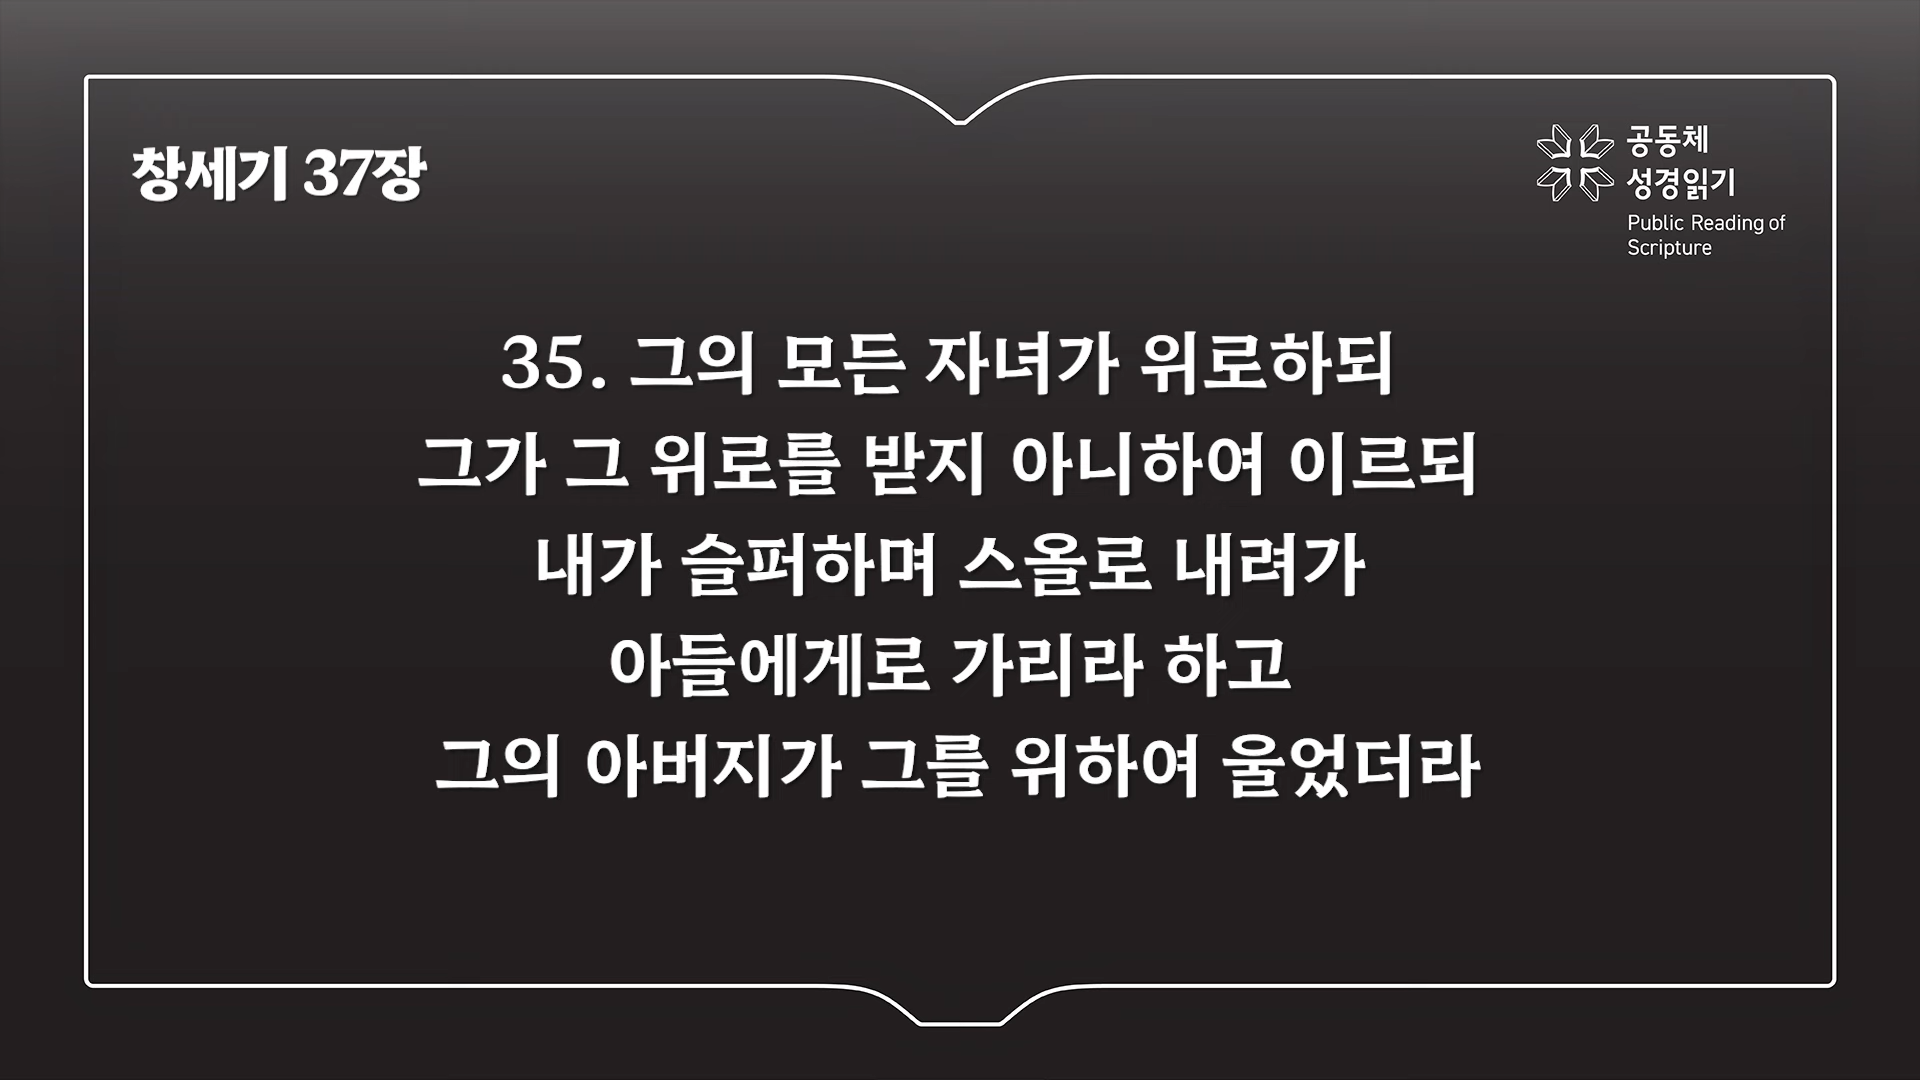 창세기 37장
공동체
성경읽기
Public Reading of
Scripture
35. 그의 모든 자녀가 위로하되
그가 그 위로를 받지 아니하여 이르되
내가 슬퍼하며 스올로 내려가
아들에게로 가리라 하고
그의 아버지가 그를 위하여 울었더라